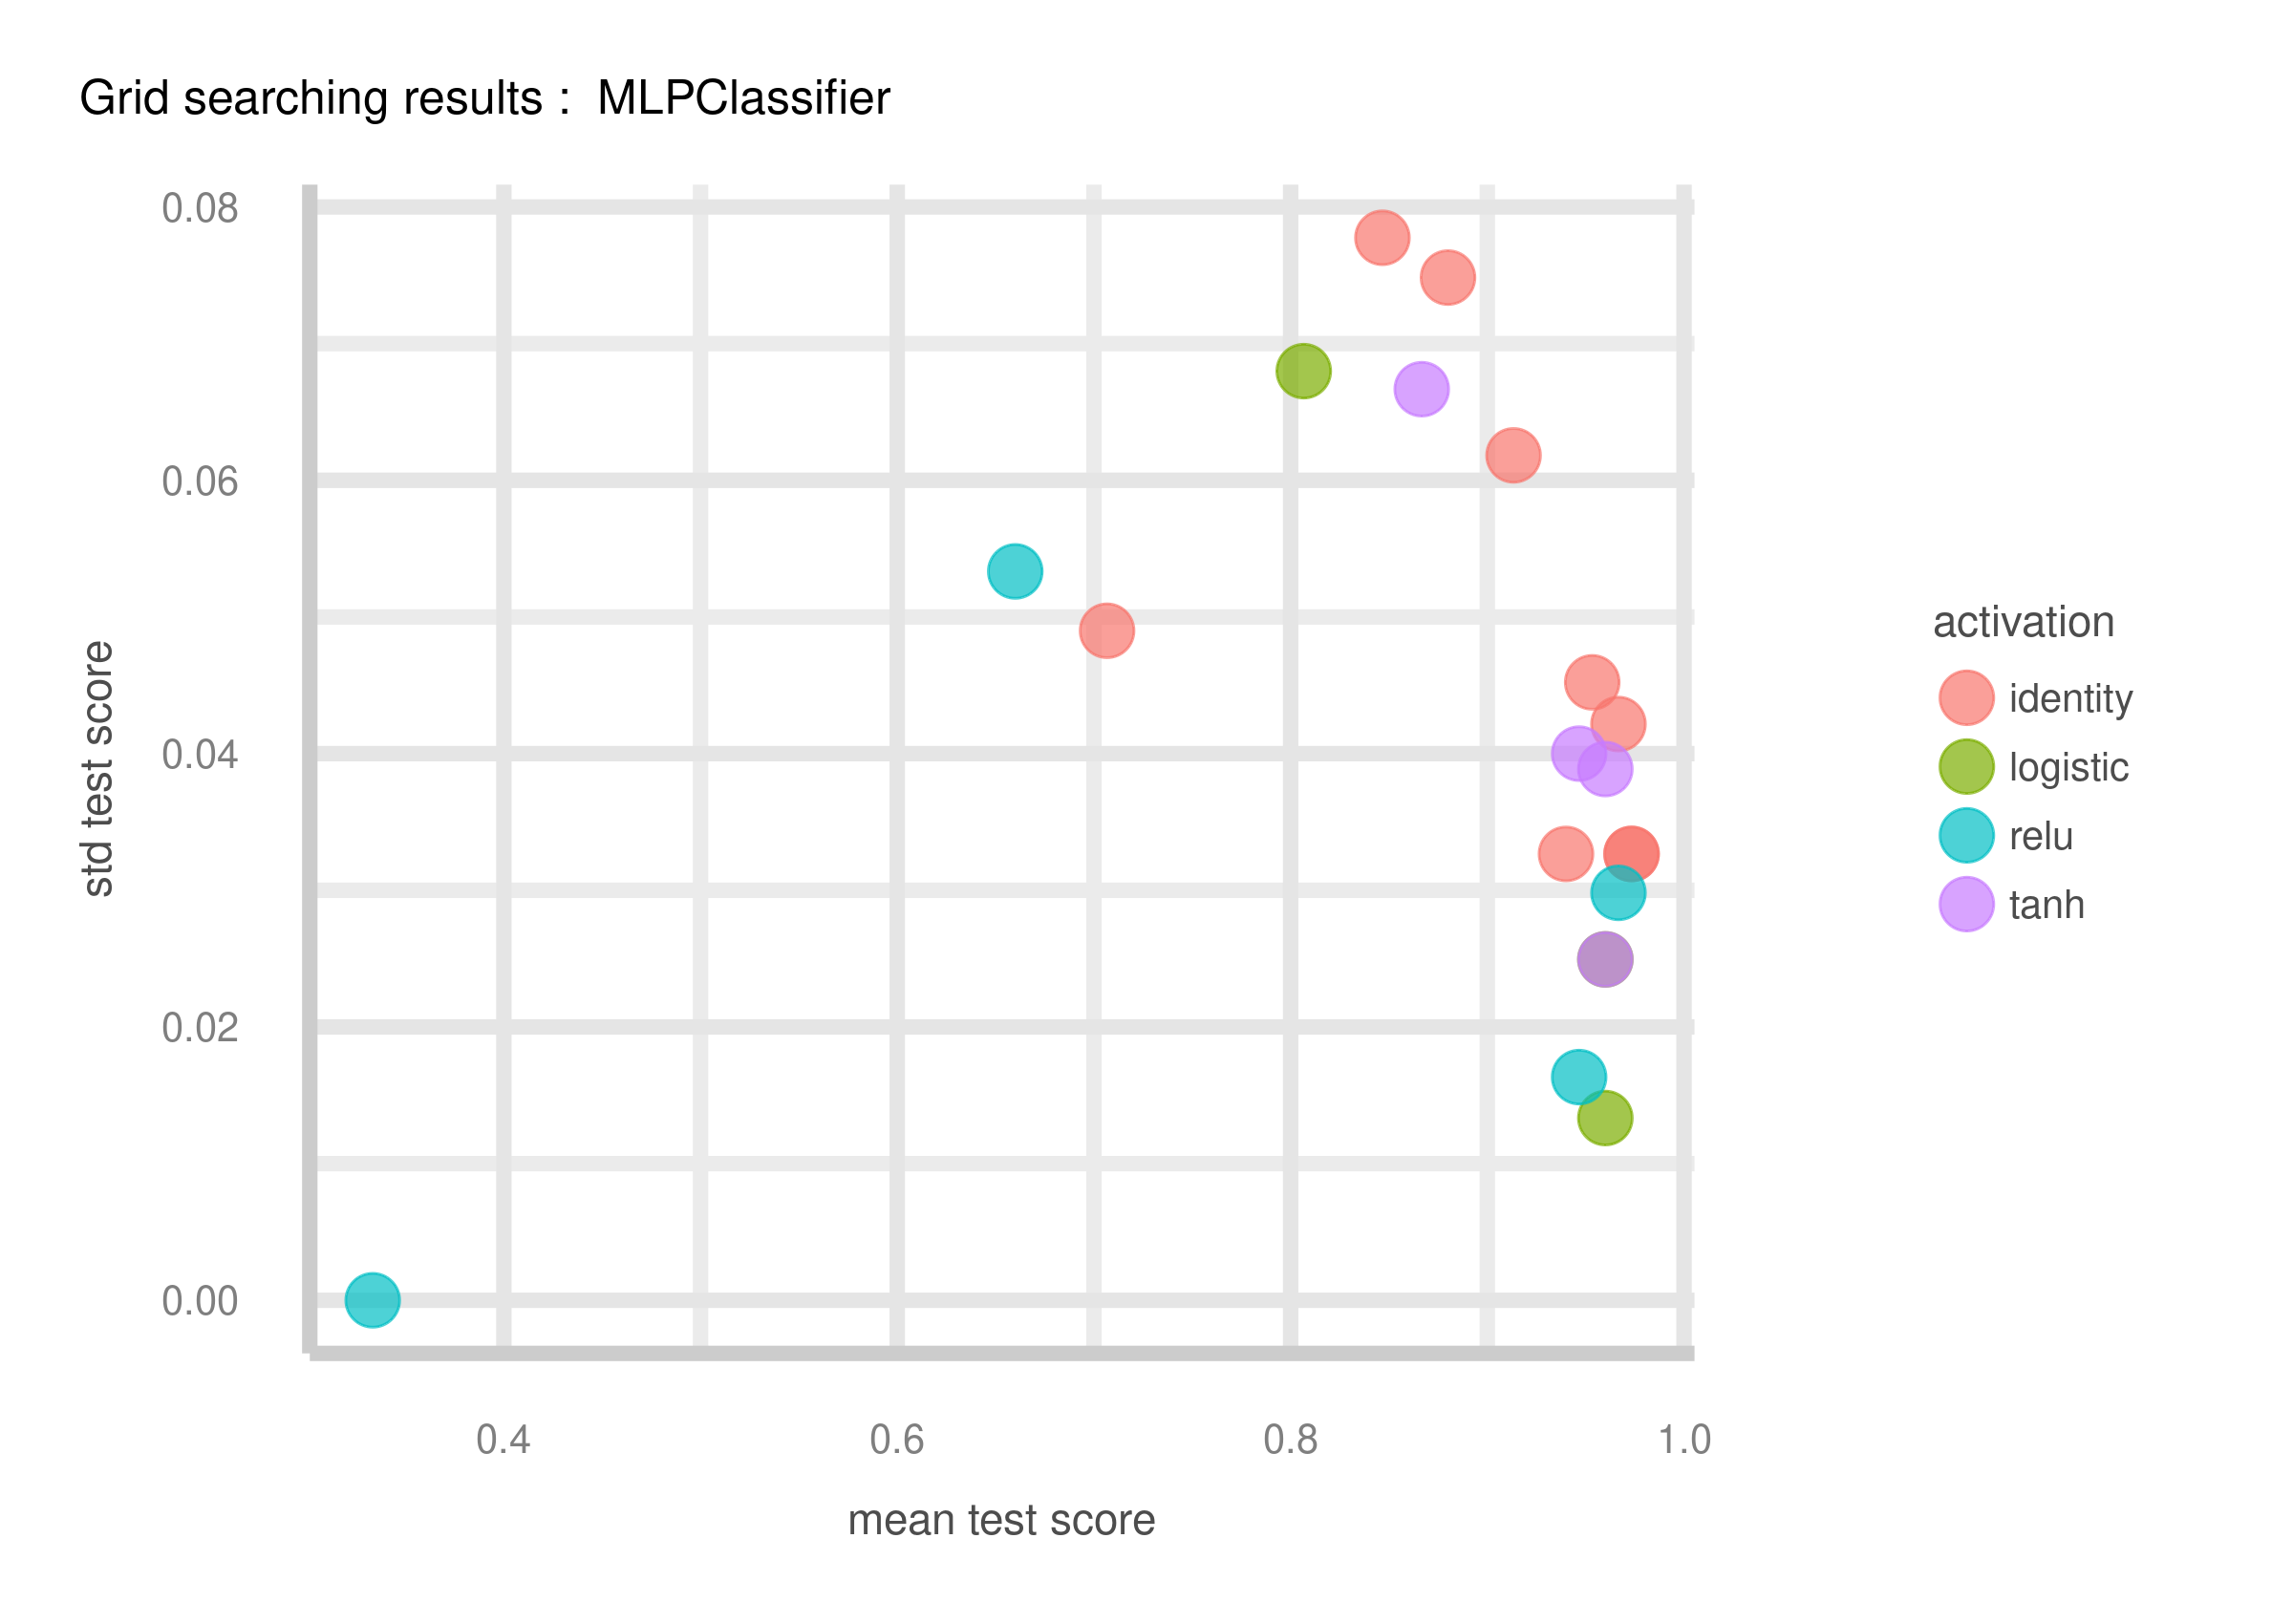 Grid searching results :  MLPClassifier
0.08
0.06
0.04
0.02
0.00
std test score
0.4 0.6 0.8 1.0
mean test score
activation
identity
logistic
relu
tanh